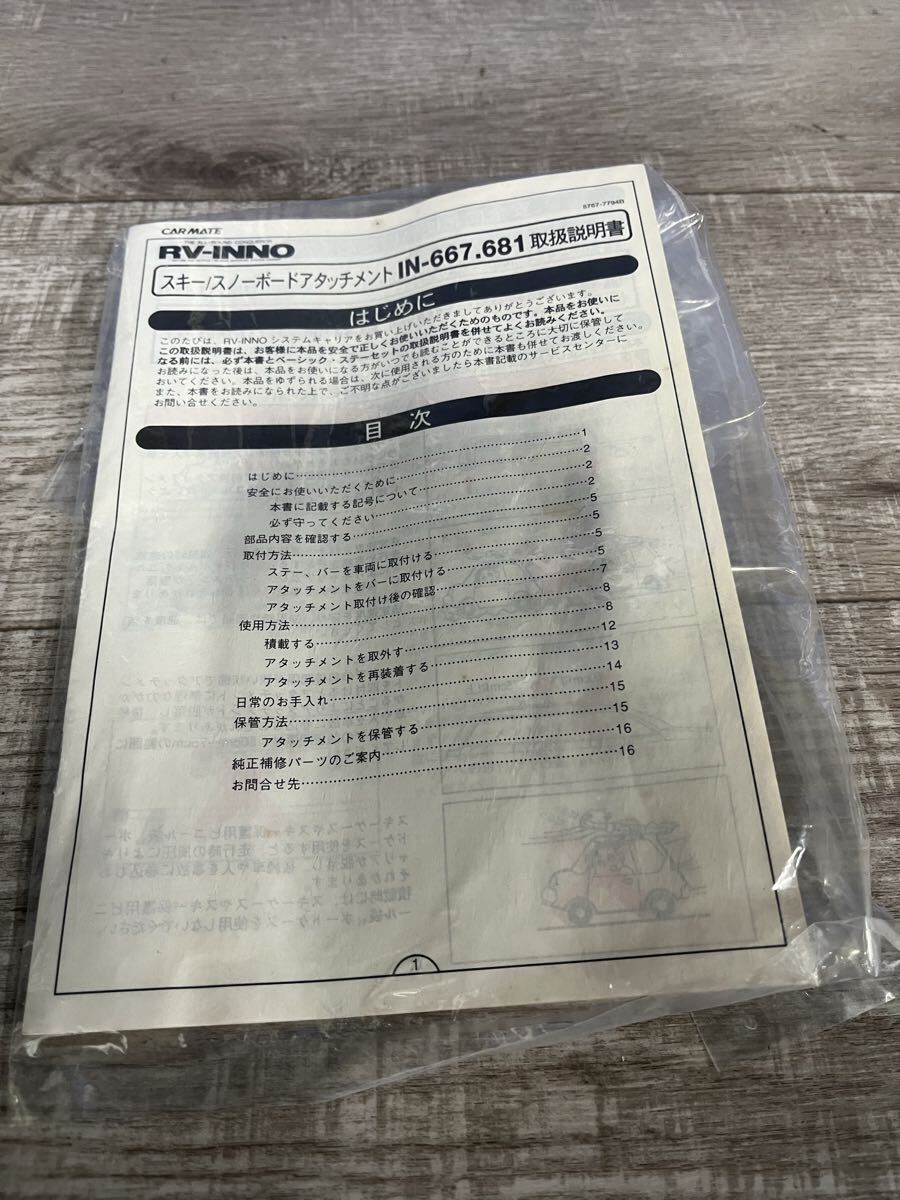 CARMATE
8767-7794B
THE ALL-ROUND CONQUEROR
RV-INNO
スキー/スノーボードアタッチメント IN-667.681 取扱説明書
はじめに
このたびは、RV-INNO システムキャリアをお買い上げいただきましてありがとうございます。
この取扱説明書は、お客様に本品を安全で正しくお使いいただくためのものです。本品をお使いに
なる前には、必ず本書とベーシック・ステーセットの取扱説明書を併せてよくお読みください。
お読みになった後は、本品をお使いになる方がいつでも読むことができるところに大切に保管して
おいてください。本品をゆずられる場合は、次に使用される方のために本書も併せてお渡しください。
また、本書をお読みになられた上で、ご不明な点がございましたら本書記載のサービスセンターに
お問い合せください。
目 次
はじめに……………………………1
安全にお使いいただくために……………………………2
本書に記載する記号について……………………………2
必ず守ってください……………………………2
部品内容を確認する……………………………5
取付方法……………………………5
ステー、バーを車両に取付ける……………………………5
アタッチメントをバーに取付ける……………………………5
アタッチメント取付け後の確認……………………………7
使用方法……………………………8
積載する……………………………8
アタッチメントを取外す……………………………12
アタッチメントを再装着する……………………………13
日常のお手入れ……………………………14
保管方法……………………………15
アタッチメントを保管する……………………………15
純正補修パーツのご案内……………………………16
お問合せ先……………………………16
1